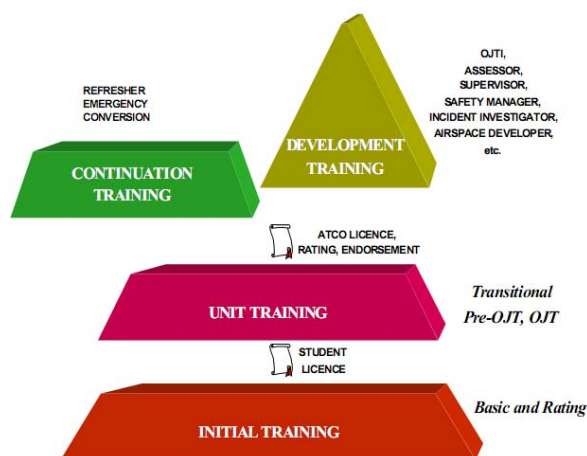 OJTI,
ASSESSOR,
SUPERVISOR,
SAFETY MANAGER,
INCIDENT INVESTIGATOR,
AIRSPACE DEVELOPER,
etc.
REFRESHER
EMERGENCY
CONVERSION
DEVELOPMENT
TRAINING
CONTINUATION
TRAINING
ATCO LICENCE,
RATING, ENDORSEMENT
UNIT TRAINING
Transitional
Pre-OJT, OJT
STUDENT
LICENCE
INITIAL TRAINING
Basic and Rating